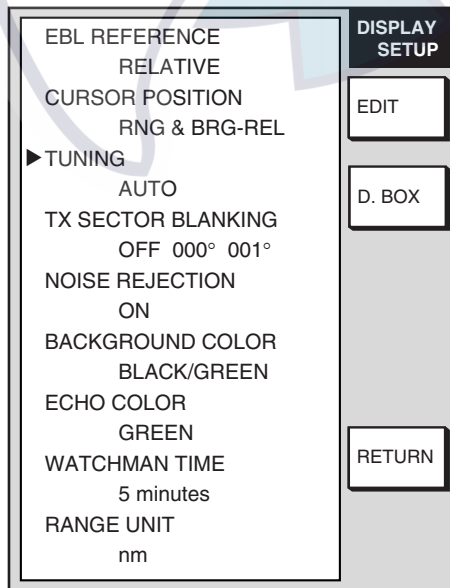 EBL REFERENCE
RELATIVE
CURSOR POSITION
RNG & BRG-REL
▶TUNING
AUTO
TX SECTOR BLANKING
OFF 000° 001°
NOISE REJECTION
ON
BACKGROUND COLOR
BLACK/GREEN
ECHO COLOR
GREEN
WATCHMAN TIME
5 minutes
RANGE UNIT
nm
DISPLAY
SETUP
EDIT
D. BOX
RETURN